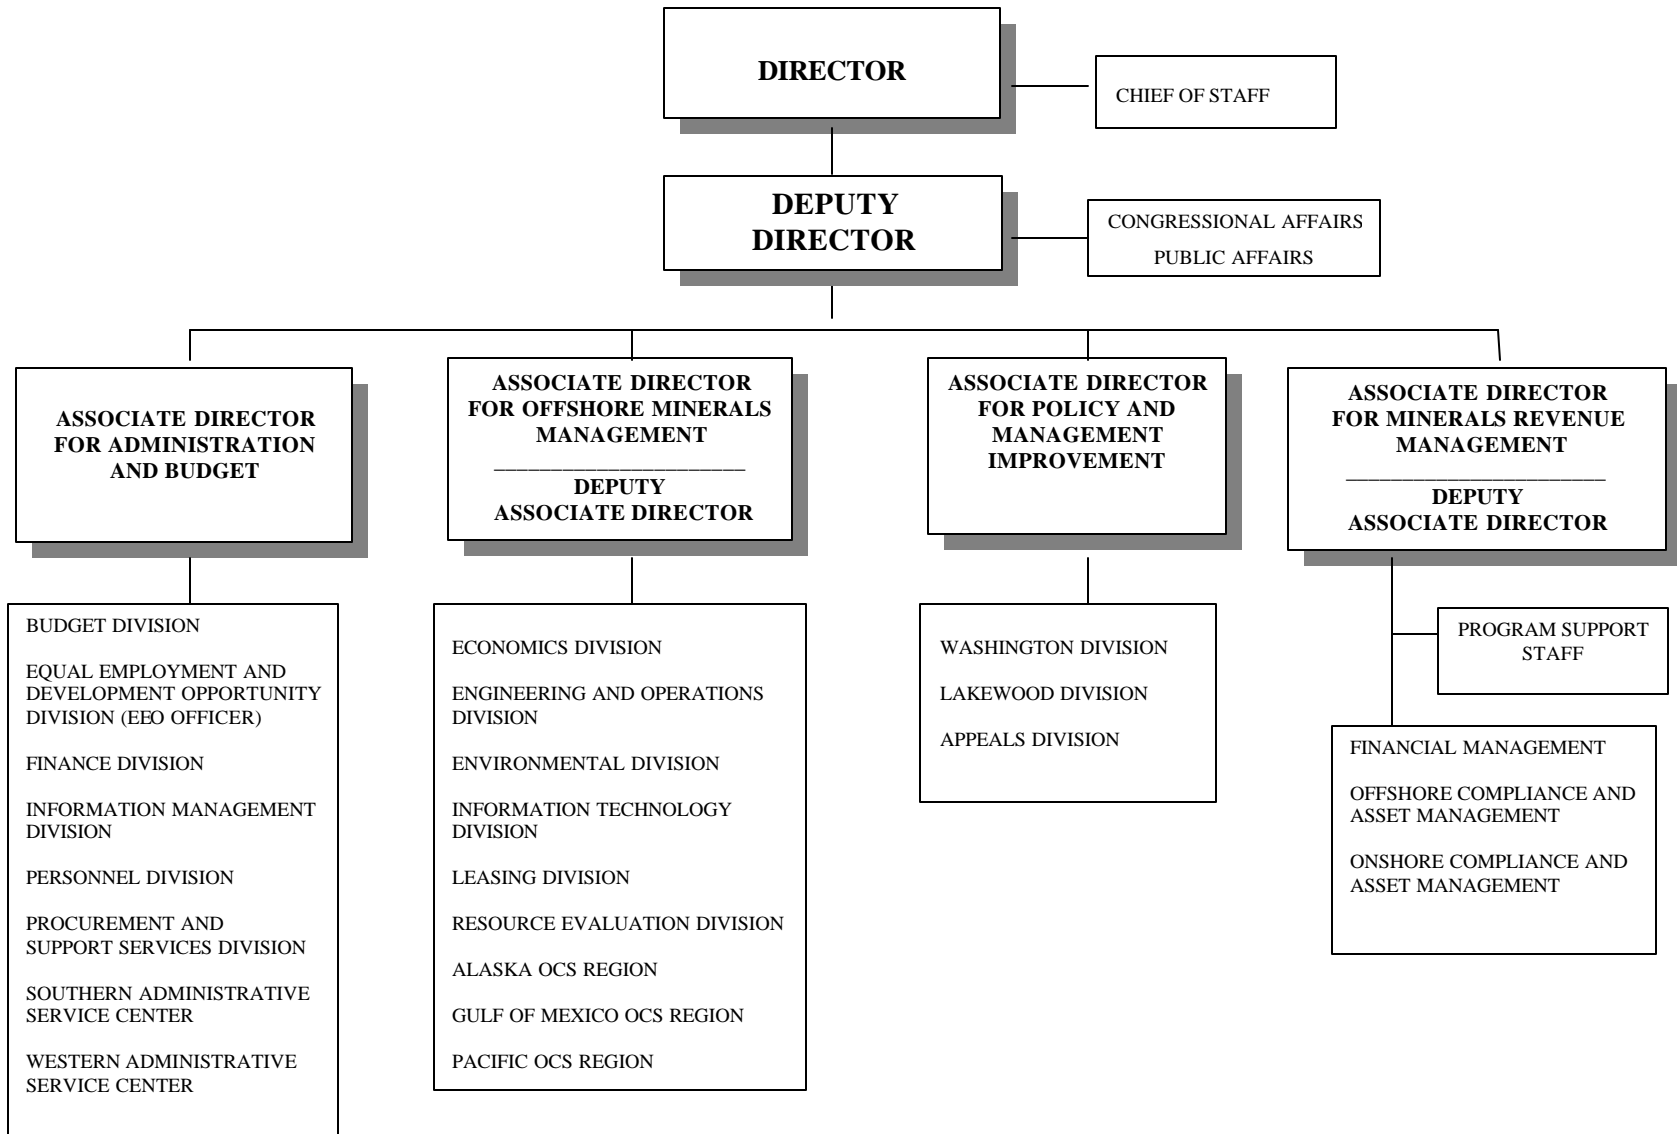 DIRECTOR
CHIEF OF STAFF
DEPUTY
DIRECTOR
CONGRESSIONAL AFFAIRS
PUBLIC AFFAIRS
ASSOCIATE DIRECTOR
FOR ADMINISTRATION
AND BUDGET
ASSOCIATE DIRECTOR
FOR OFFSHORE MINERALS
MANAGEMENT
DEPUTY
ASSOCIATE DIRECTOR
ASSOCIATE DIRECTOR
FOR POLICY AND
MANAGEMENT
IMPROVEMENT
ASSOCIATE DIRECTOR
FOR MINERALS REVENUE
MANAGEMENT
DEPUTY
ASSOCIATE DIRECTOR
BUDGET DIVISION
EQUAL EMPLOYMENT AND
DEVELOPMENT OPPORTUNITY
DIVISION (EEO OFFICER)
FINANCE DIVISION
INFORMATION MANAGEMENT
DIVISION
PERSONNEL DIVISION
PROCUREMENT AND
SUPPORT SERVICES DIVISION
SOUTHERN ADMINISTRATIVE
SERVICE CENTER
WESTERN ADMINISTRATIVE
SERVICE CENTER
ECONOMICS DIVISION
ENGINEERING AND OPERATIONS
DIVISION
ENVIRONMENTAL DIVISION
INFORMATION TECHNOLOGY
DIVISION
LEASING DIVISION
RESOURCE EVALUATION DIVISION
ALASKA OCS REGION
GULF OF MEXICO OCS REGION
PACIFIC OCS REGION
WASHINGTON DIVISION
LAKEWOOD DIVISION
APPEALS DIVISION
PROGRAM SUPPORT
STAFF
FINANCIAL MANAGEMENT
OFFSHORE COMPLIANCE AND
ASSET MANAGEMENT
ONSHORE COMPLIANCE AND
ASSET MANAGEMENT